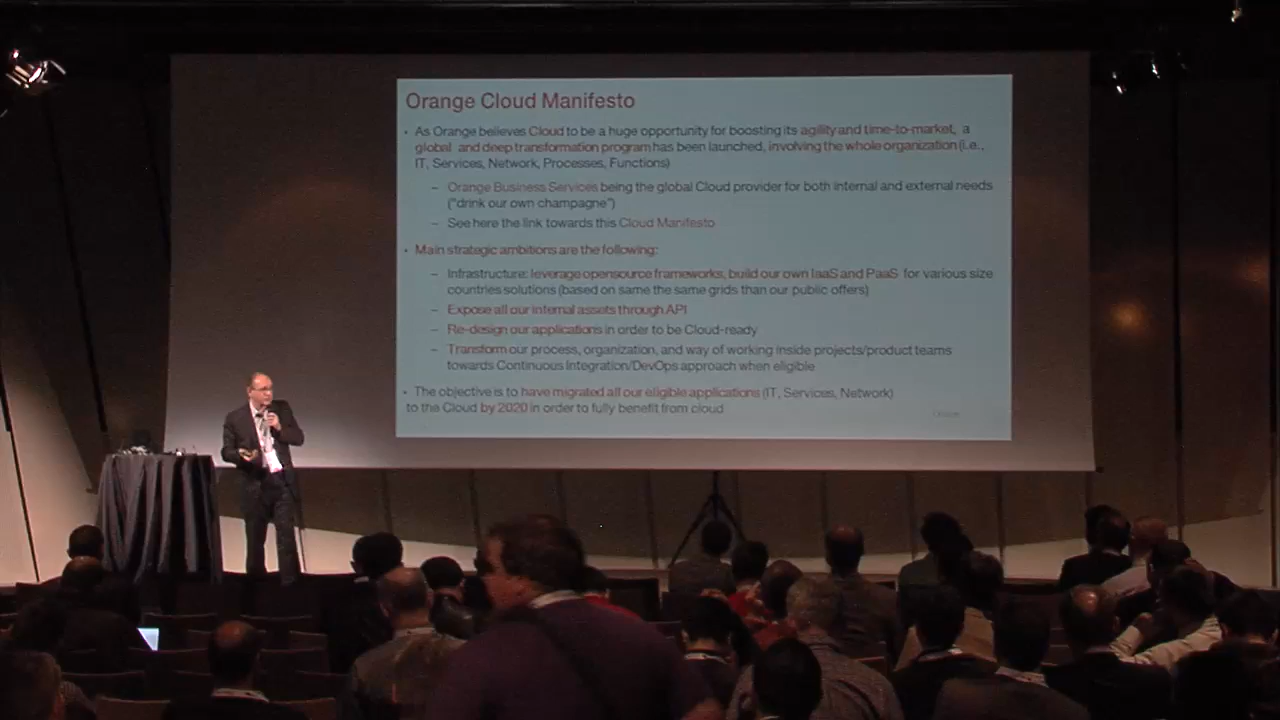 Orange Cloud Manifesto
• As Orange believes Cloud to be a huge opportunity for boosting its agility and time-to-market, a
global and deep transformation program has been launched, involving the whole organization (i.e.,
IT, Services, Network, Processes, Functions)
– Orange Business Services being the global Cloud provider for both internal and external needs
("drink our own champagne")
– See here the link towards this Cloud Manifesto
• Main strategic ambitions are the following:
– Infrastructure: leverage opensource frameworks, build our own IaaS and PaaS for various size
countries solutions (based on same the same grids than our public offers)
– Expose all our internal assets through API
– Re-design our applications in order to be Cloud-ready
– Transform our process, organization, and way of working inside projects/product teams
towards Continuous Integration/DevOps approach when eligible
• The objective is to have migrated all our eligible applications (IT, Services, Network)
to the Cloud by 2020 in order to fully benefit from cloud